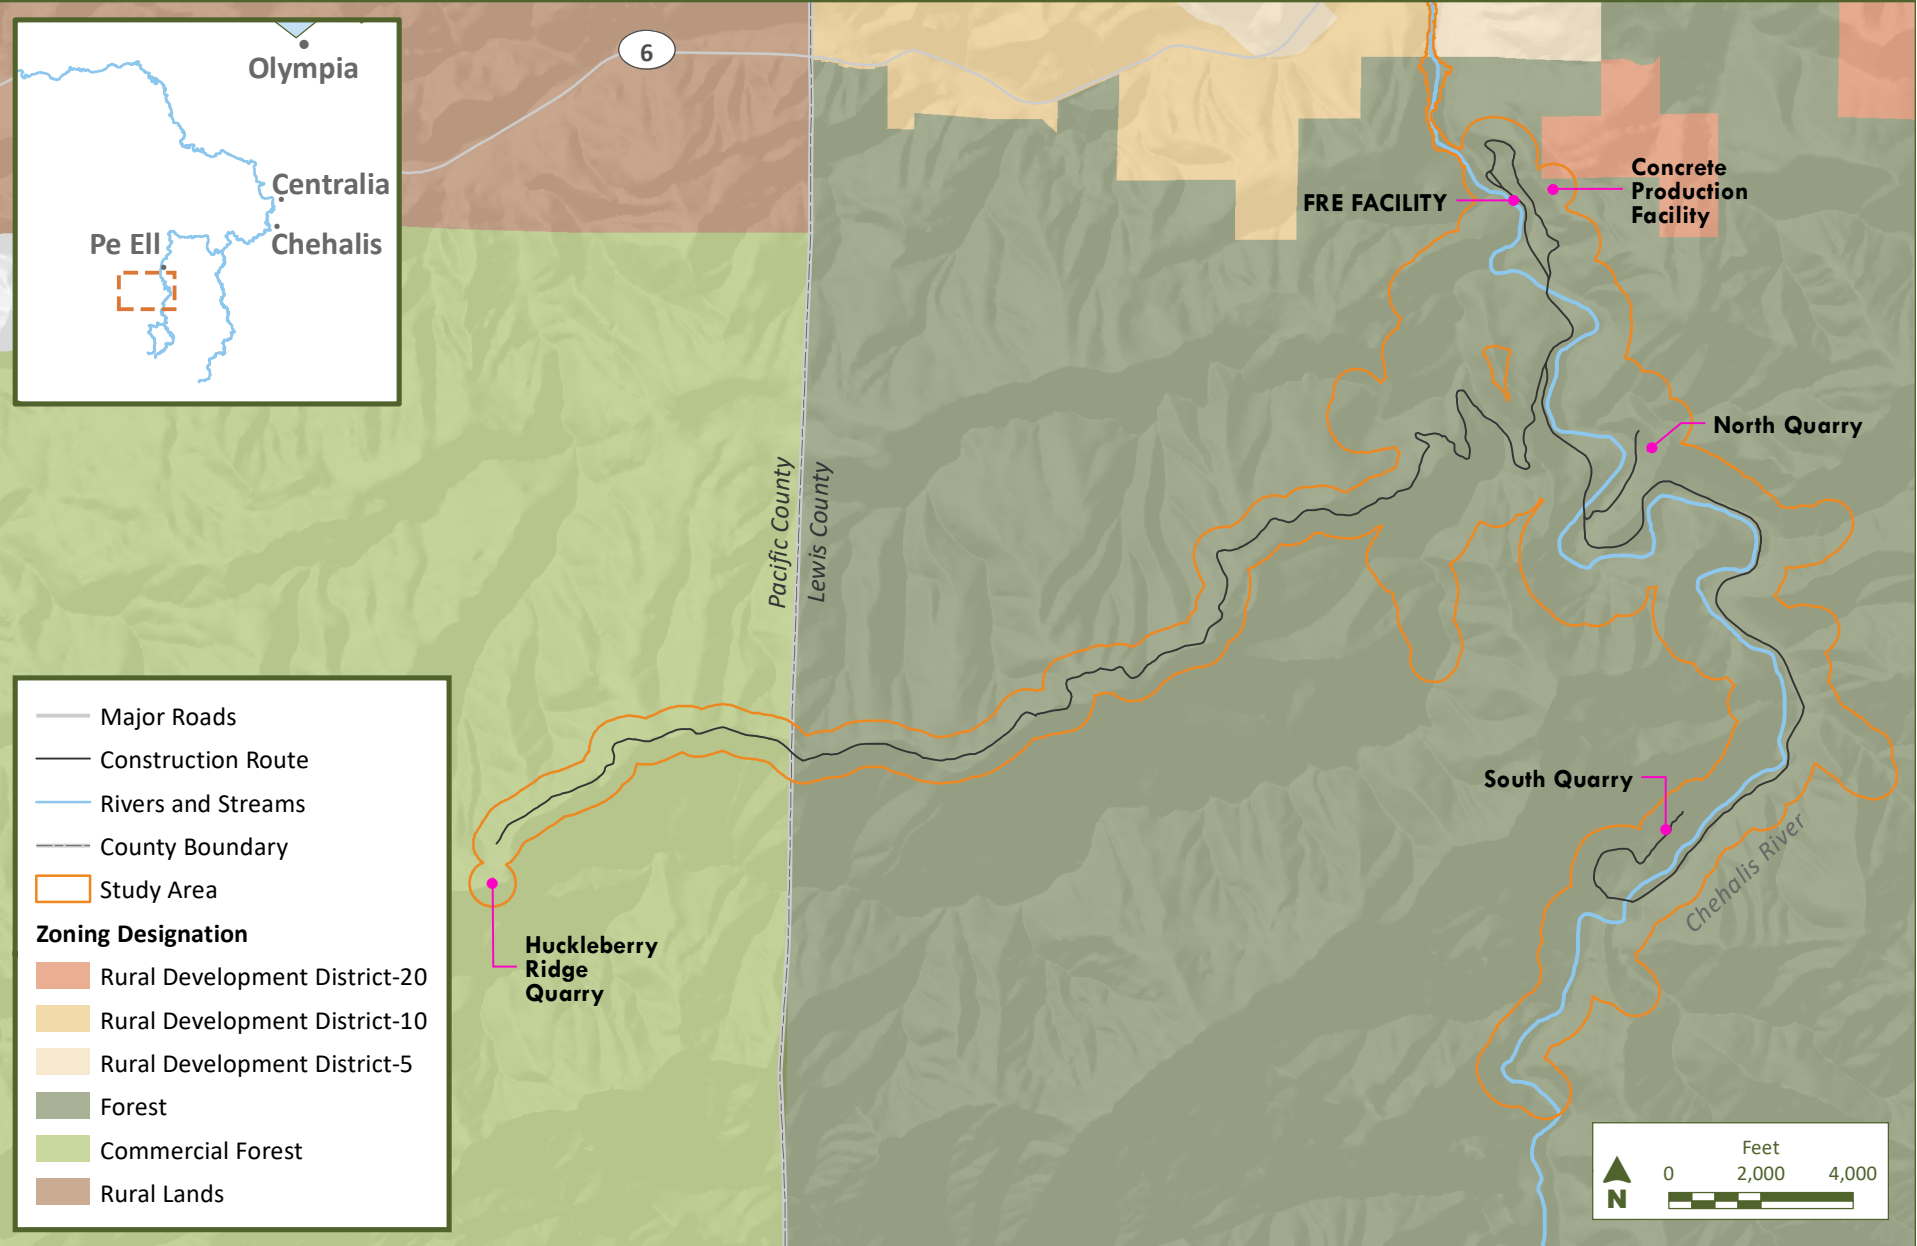 Olympia
Centralia
Pe Ell
Chehalis
6
FRE FACILITY
Concrete
Production
Facility
North Quarry
Pacific County
Lewis County
South Quarry
Chehalis River
Huckleberry
Ridge
Quarry
Major Roads
Construction Route
Rivers and Streams
County Boundary
Study Area
Zoning Designation
Rural Development District-20
Rural Development District-10
Rural Development District-5
Forest
Commercial Forest
Rural Lands
Feet
0 2,000 4,000
N